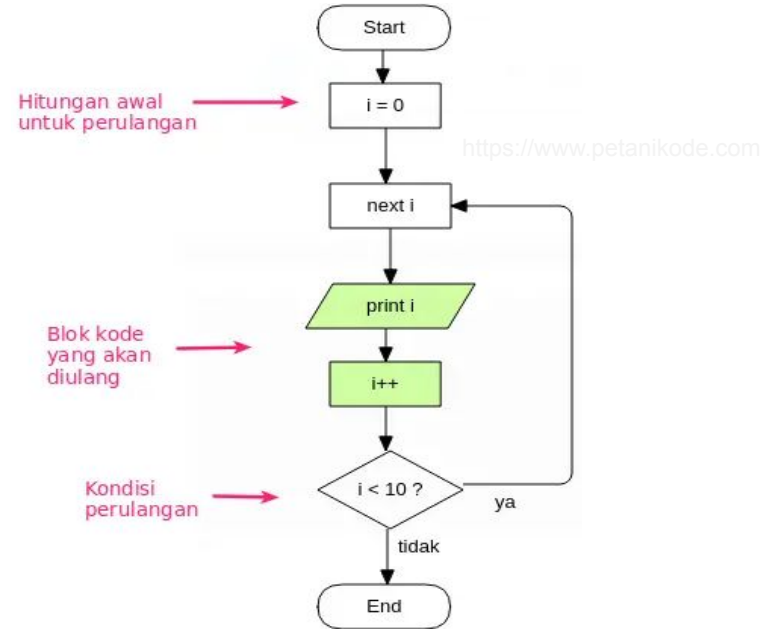 Start
Hitungan awal
untuk perulangan
i = 0
https://www.petanikode.com
next i
print i
Blok kode
yang akan
diulang
i++
Kondisi
perulangan
i < 10 ?
ya
tidak
End